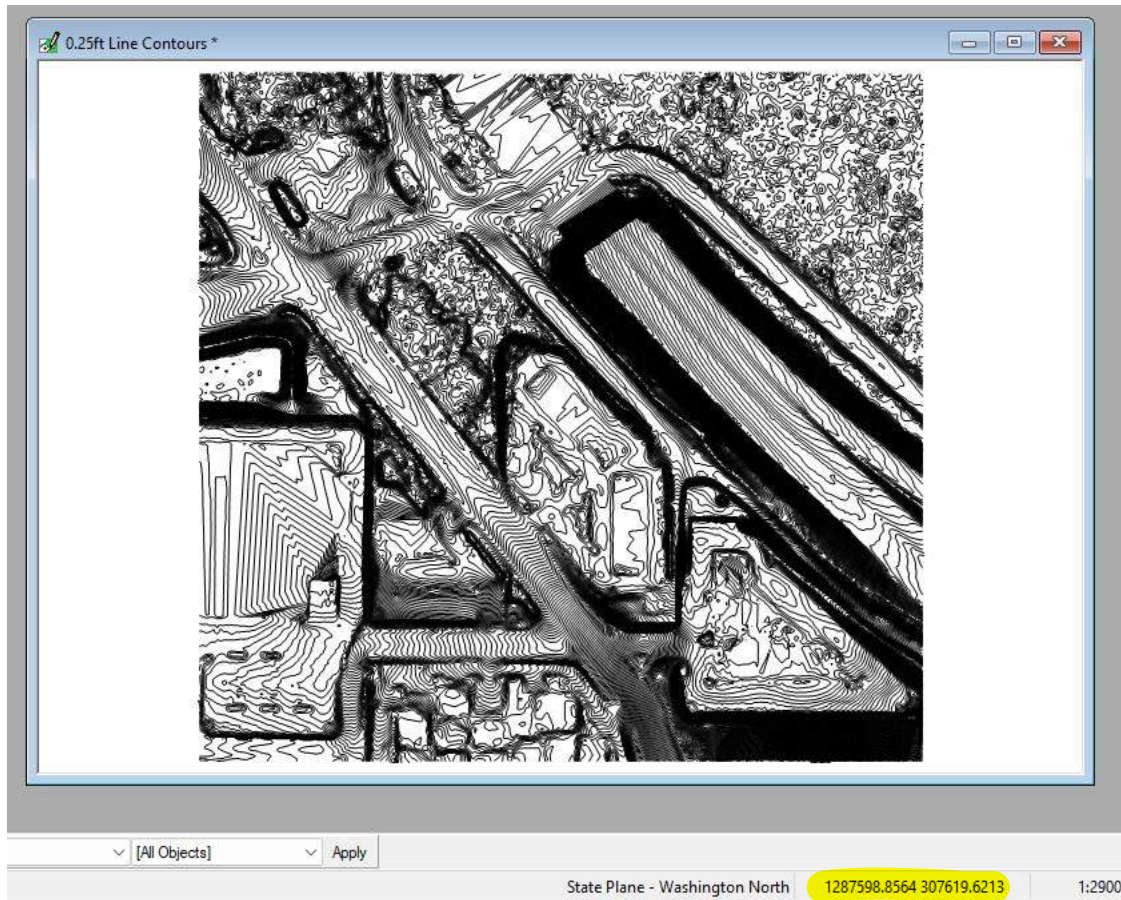 0.25ft Line Contours *
[All Objects] Apply
State Plane - Washington North 1287598.8564 307619.6213 1:2900